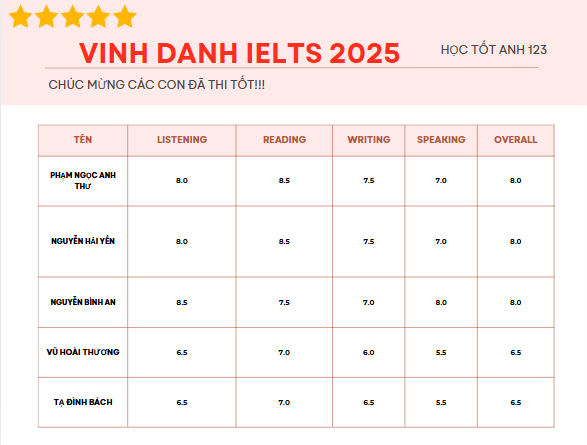 VINH DANH IELTS 2025
HỌC TỐT ANH 123
CHÚC MỪNG CÁC CON ĐÃ THI TỐT!!!
TÊN LISTENING READING WRITING SPEAKING OVERALL
PHẠM NGỌC ANH
THƯ 8.0 8.5 7.5 7.0 8.0
NGUYỄN HẢI YẾN 8.0 8.5 7.5 7.0 8.0
NGUYỄN BÌNH AN 8.5 7.5 7.0 8.0 8.0
VŨ HOÀI THƯƠNG 6.5 7.0 6.0 5.5 6.5
TẠ ĐÌNH BÁCH 6.5 7.0 6.5 5.5 6.5